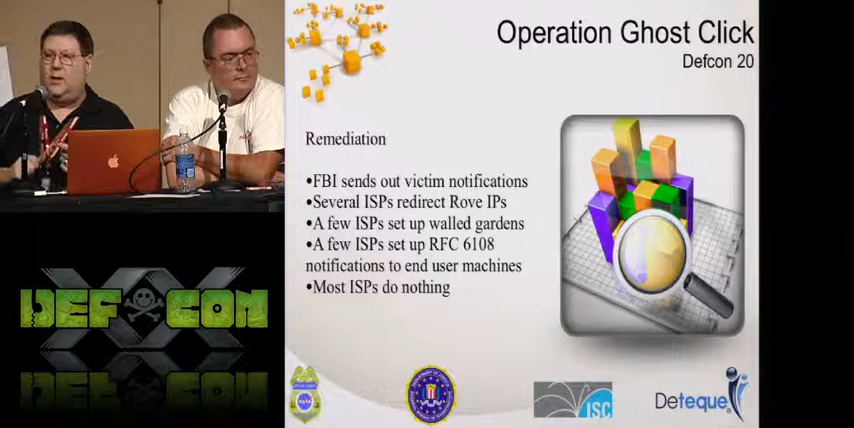 Operation Ghost Click
Defcon 20
Remediation
•FBI sends out victim notifications
•Several ISPs redirect Rove IPs
•A few ISPs set up walled gardens
•A few ISPs set up RFC 6108
notifications to end user machines
•Most ISPs do nothing
DEF CON
ISC
Deteque